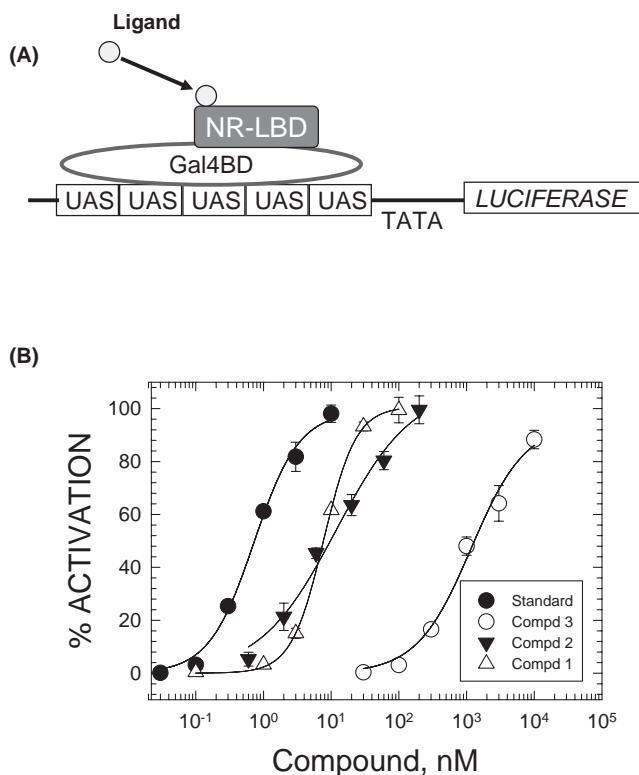 (A)
Ligand
NR-LBD
Gal4BD
UAS UAS UAS UAS UAS
TATA
LUCIFERASE
(B)
% ACTIVATION
100
80
60
40
20
0
Standard
Compd 3
Compd 2
Compd 1
10⁻¹ 10⁰ 10¹ 10² 10³ 10⁴ 10⁵
Compound, nM